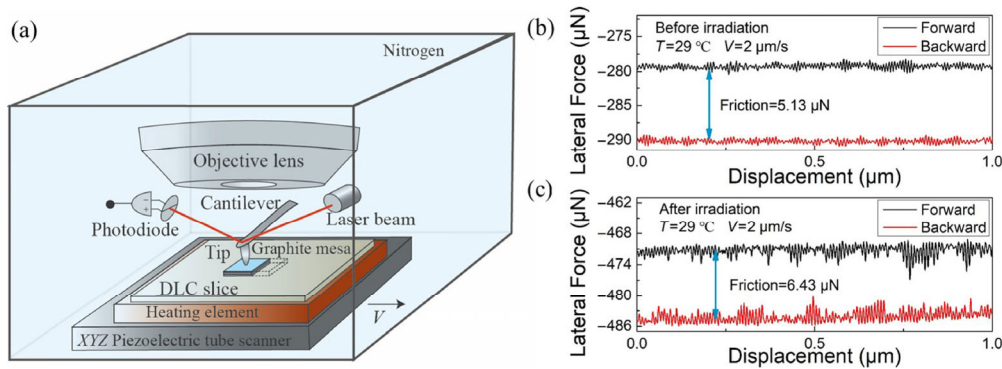 (a)
Nitrogen
Objective lens
Cantilever
Photodiode
Laser beam
Tip
Graphite mesa
DLC slice
Heating element
V
XYZ Piezoelectric tube scanner
(b)
Lateral Force (μN)
−272
−280
−285
−290
Before irradiation
T=29 ℃ V=2 μm/s
Forward
Backward
Friction=5.13 μN
0.0
0.5
1.0
Displacement (μm)
(c)
Lateral Force (μN)
−462
−468
−474
−480
−486
After irradiation
T=29 ℃ V=2 μm/s
Forward
Backward
Friction=6.43 μN
0.0
0.5
1.0
Displacement (μm)